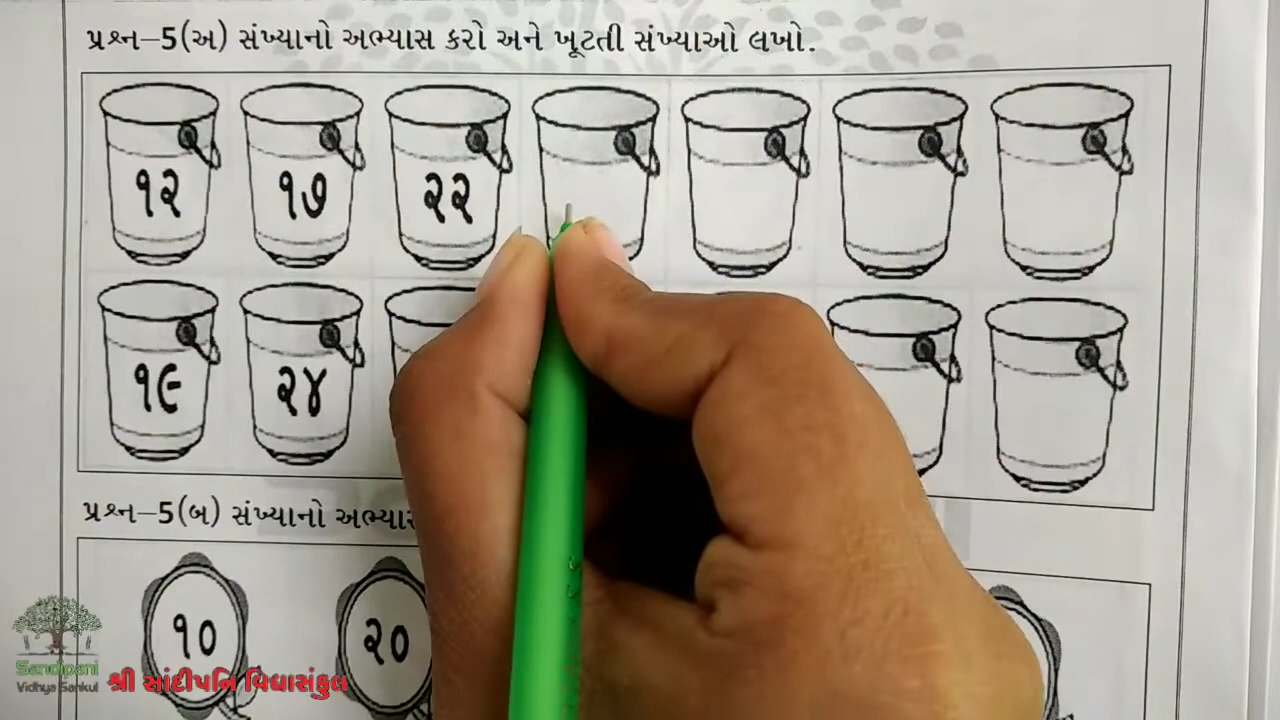 પ્રશ્ન–5(અ) સંખ્યાનો અભ્યાસ કરો અને ખૂટતી સંખ્યાઓ લખો.
૧૨ ૧૭ ૨૨
૧૯ ૨૪
પ્રશ્ન–5(બ) સંખ્યાનો
૧૦ ૨૦
Sandipani
Vidhya Sankul
શ્રી સાંદીપનિ વિદ્યાસંકુલ